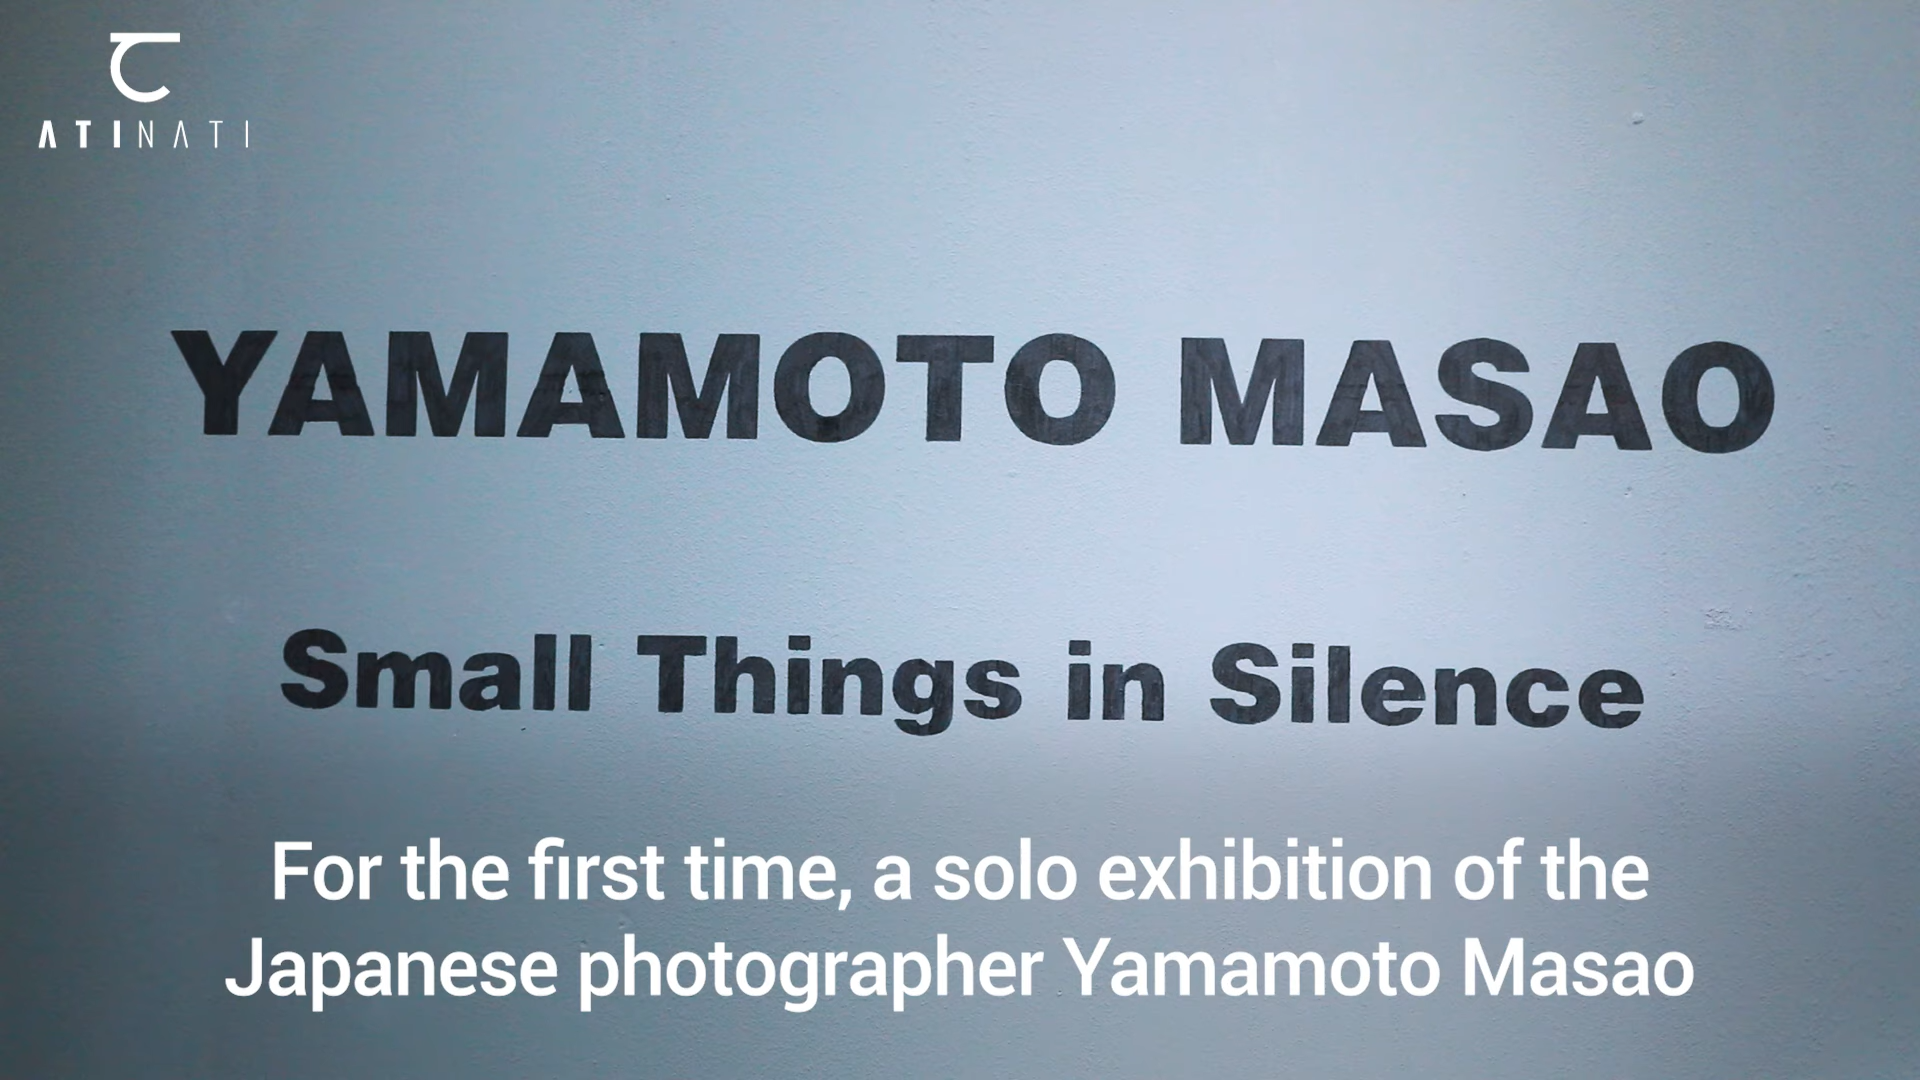 ATINATI
YAMAMOTO MASAO
Small Things in Silence
For the first time, a solo exhibition of the
Japanese photographer Yamamoto Masao